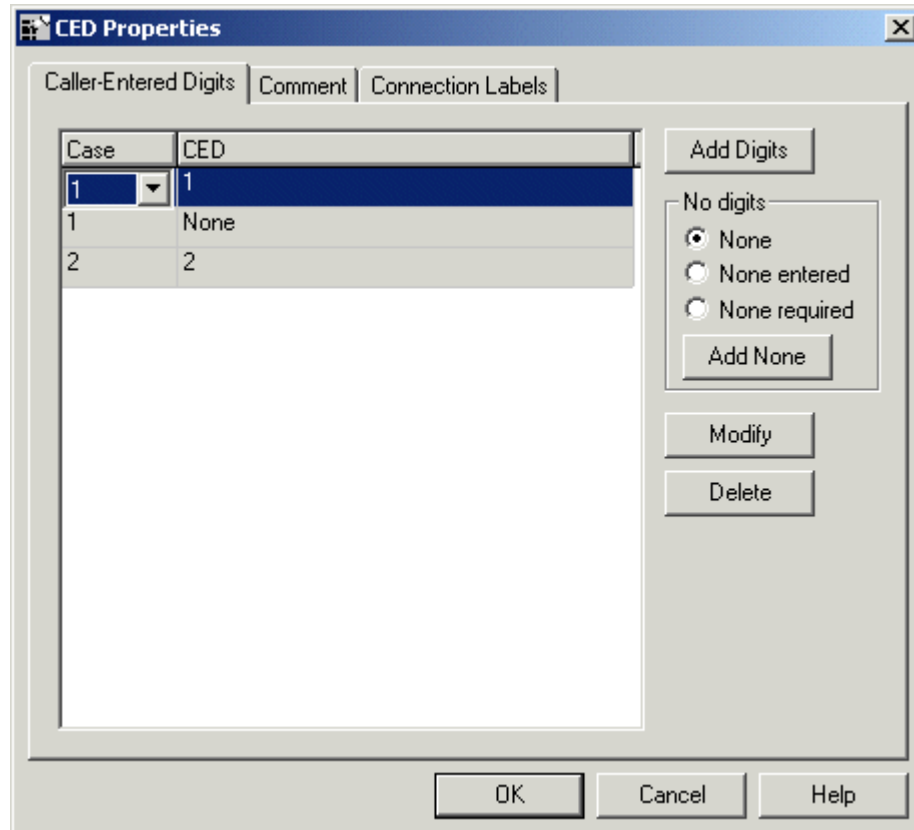 CED Properties
Caller-Entered Digits Comment Connection Labels
Case CED
1 1
1 None
2 2
Add Digits
No digits
None
None entered
None required
Add None
Modify
Delete
OK Cancel Help